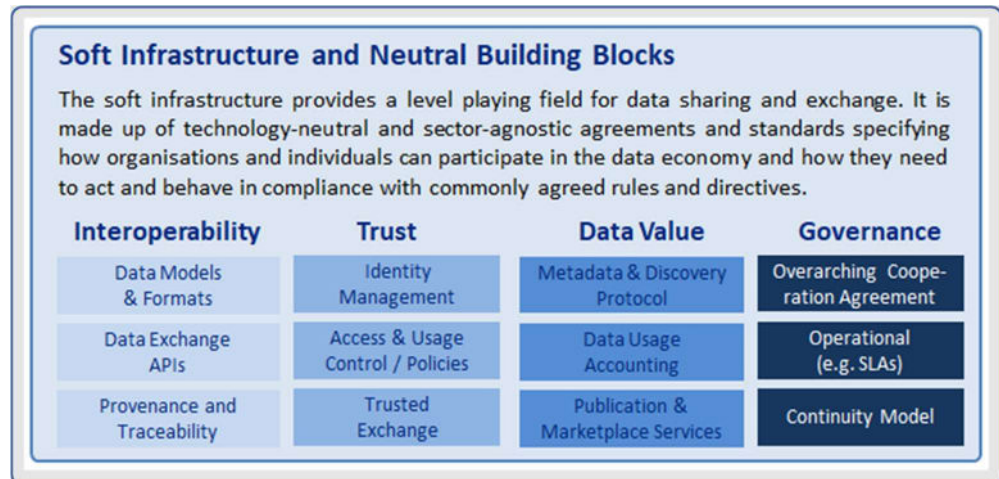 Soft Infrastructure and Neutral Building Blocks
The soft infrastructure provides a level playing field for data sharing and exchange. It is
made up of technology-neutral and sector-agnostic agreements and standards specifying
how organisations and individuals can participate in the data economy and how they need
to act and behave in compliance with commonly agreed rules and directives.
Interoperability
Data Models
& Formats
Data Exchange
APIs
Provenance and
Traceability
Trust
Identity
Management
Access & Usage
Control / Policies
Trusted
Exchange
Data Value
Metadata & Discovery
Protocol
Data Usage
Accounting
Publication &
Marketplace Services
Governance
Overarching Coope-
ration Agreement
Operational
(e.g. SLAs)
Continuity Model